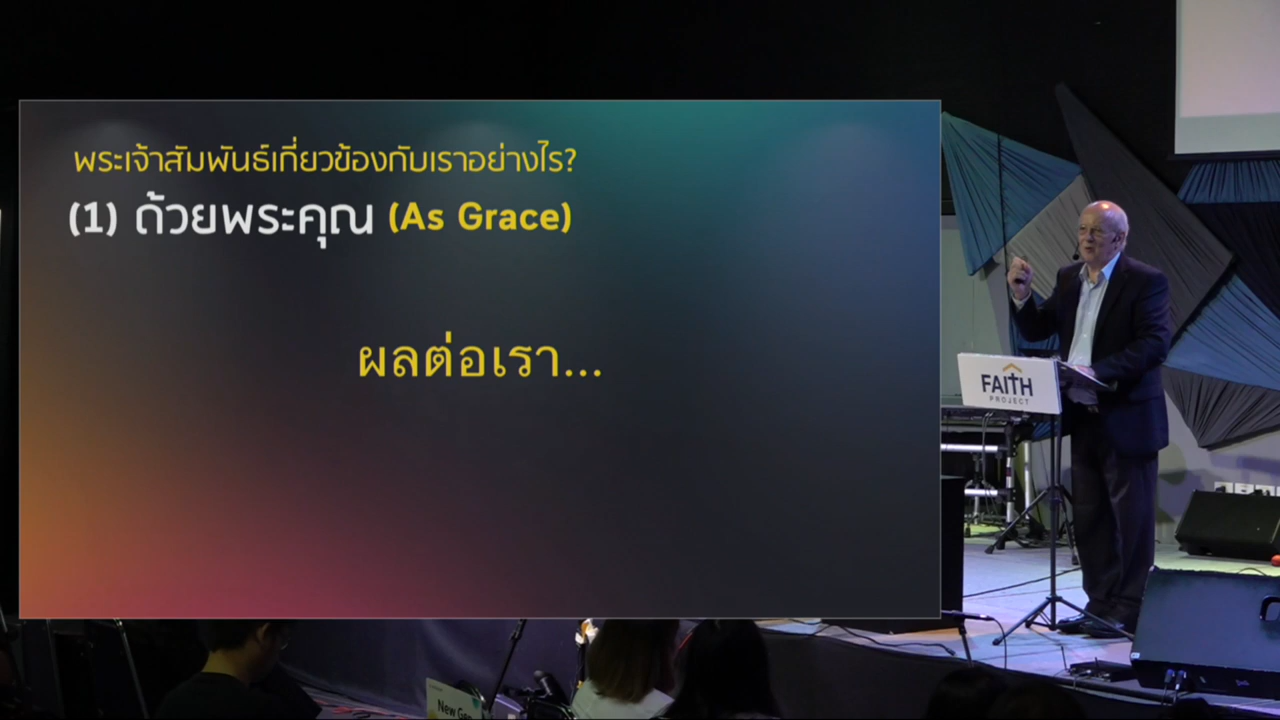 พระเจ้าสัมพันธ์เกี่ยวข้องกับเราอย่างไร?
(1) ด้วยพระคุณ (As Grace)
ผลต่อเรา...
FAITH
PROJECT
New